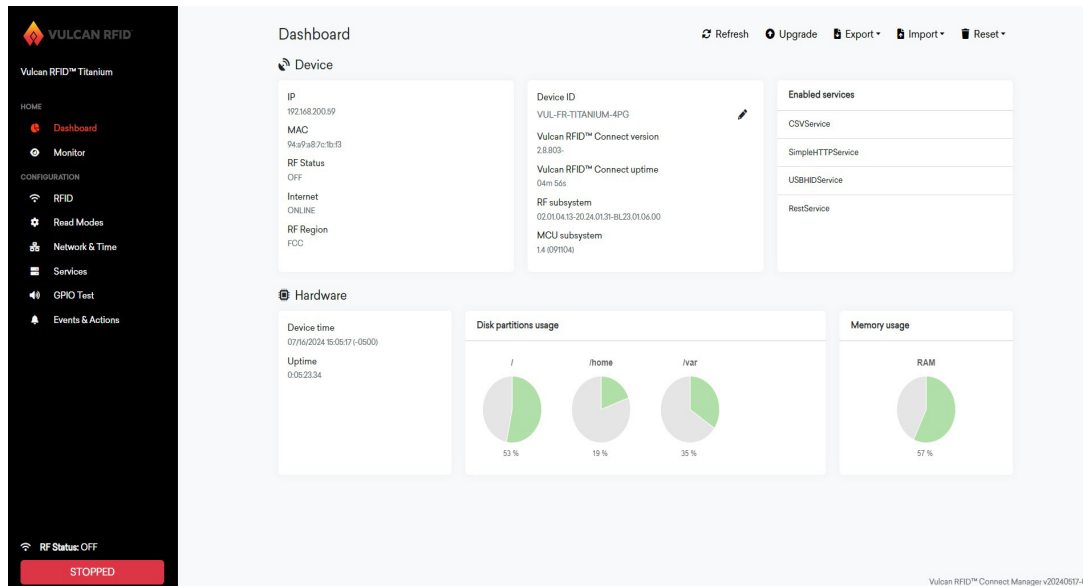 VULCAN RFID
Vulcan RFID™ Titanium
HOME
Dashboard
Monitor
CONFIGURATION
RFID
Read Modes
Network & Time
Services
GPIO Test
Events & Actions
RF Status: OFF
STOPPED
Dashboard
Refresh
Upgrade
Export
Import
Reset
Device
IP
192.168.200.59
MAC
94:a9:a8:7c:1b:f3
RF Status
OFF
Internet
ONLINE
RF Region
FCC
Device ID
VUL-FR-TITANIUM-4PG
Vulcan RFID™ Connect version
2.8.803-
Vulcan RFID™ Connect uptime
04m 56s
RF subsystem
02.01.04.13-20.24.01.31-BL23.01.06.00
MCU subsystem
1.4 (091104)
Enabled services
CSVService
SimpleHTTPService
USBHIDService
RestService
Hardware
Device time
07/16/2024 15:05:17 (-0500)
Uptime
0:05:23.34
Disk partitions usage
/
/home
/var
53 %
19 %
35 %
Memory usage
RAM
57 %
Vulcan RFID™ Connect Manager v20240517-